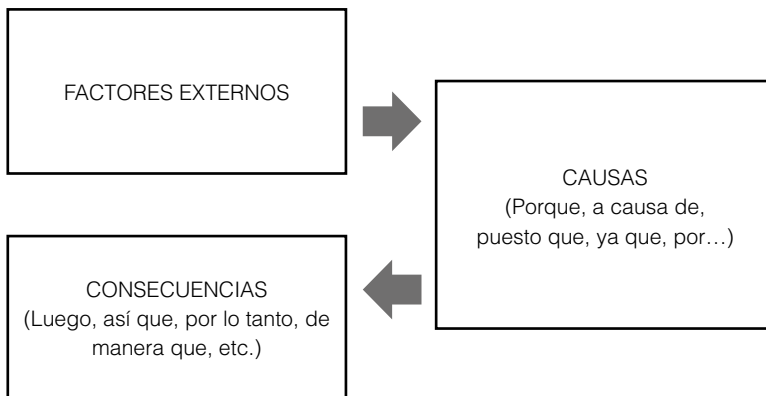 FACTORES EXTERNOS
CAUSAS
(Porque, a causa de,
puesto que, ya que, por…)
CONSECUENCIAS
(Luego, así que, por lo tanto, de
manera que, etc.)